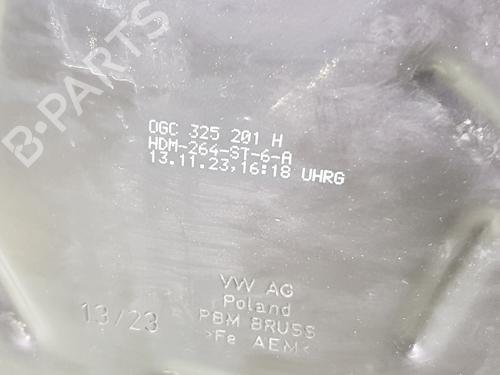 B-PARTS
0GC 325 201 H
HDM-264-ST-6-A
13.11.23,16:18 UHRG
VW AG
Poland
13/23 PBM BRUSS
>Fe AEM<